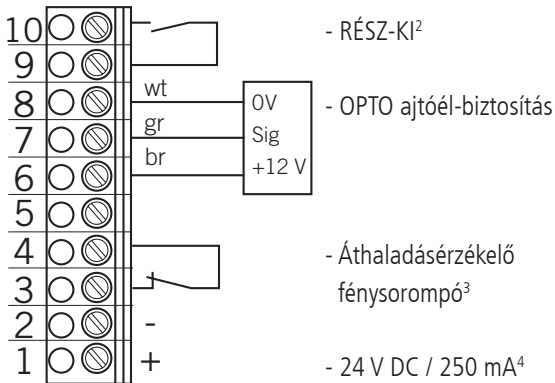 10 - RÉSZ-KI²
9
8 wt 0V - OPTO ajtóél-biztosítás
7 gr Sig
6 br +12 V
5
4 - Áthaladásérzékelő
3 fénysorompó³
2 -
1 + - 24 V DC / 250 mA⁴